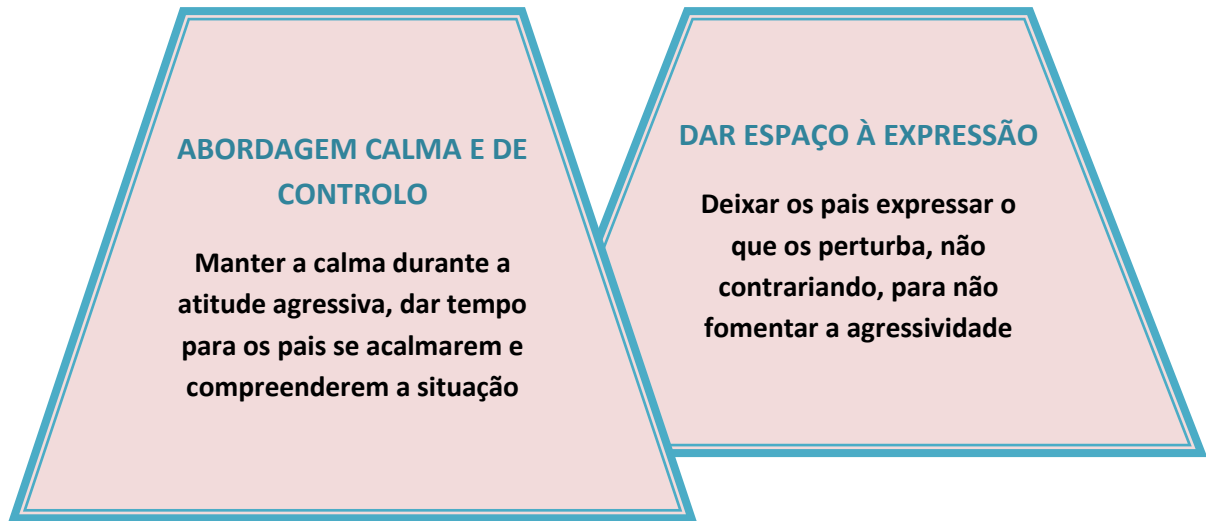 ABORDAGEM CALMA E DE
CONTROLO
Manter a calma durante a
atitude agressiva, dar tempo
para os pais se acalmarem e
compreenderem a situação
DAR ESPAÇO À EXPRESSÃO
Deixar os pais expressar o
que os perturba, não
contrariando, para não
fomentar a agressividade